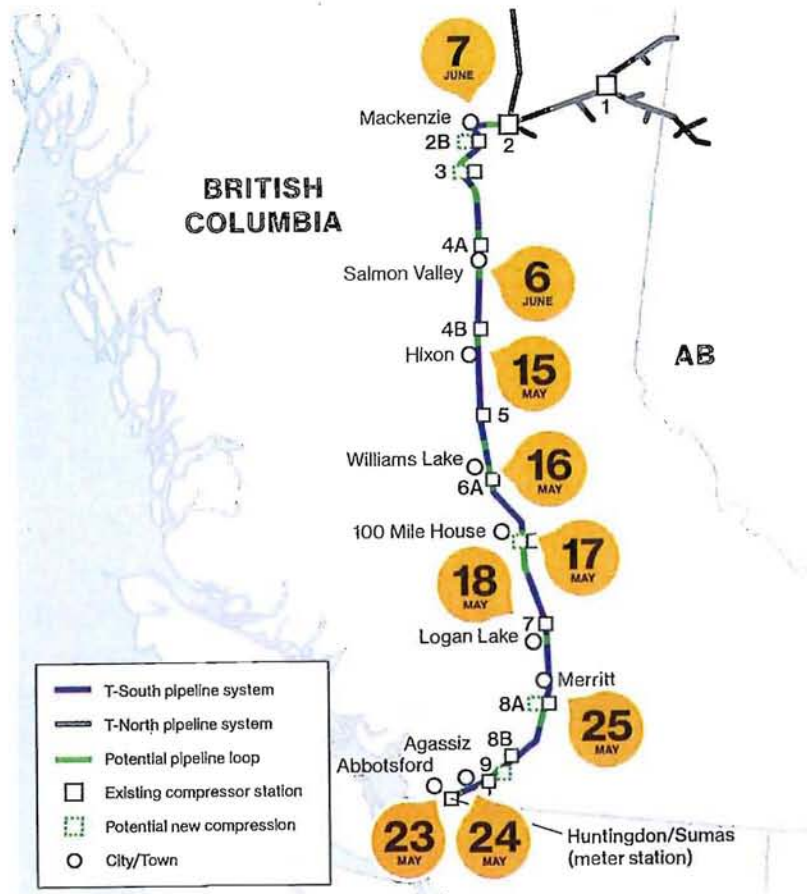 7
JUNE
Mackenzie
1
2
2B
3
BRITISH
COLUMBIA
4A
Salmon Valley
6
JUNE
4B
Hixon
15
MAY
AB
5
Williams Lake
16
MAY
6A
100 Mile House
17
MAY
18
MAY
7
Logan Lake
Merritt
8A
25
MAY
8B
Agassiz
9
Abbotsford
23
MAY
24
MAY
Huntingdon/Sumas
(meter station)
T-South pipeline system
T-North pipeline system
Potential pipeline loop
Existing compressor station
Potential new compression
City/Town